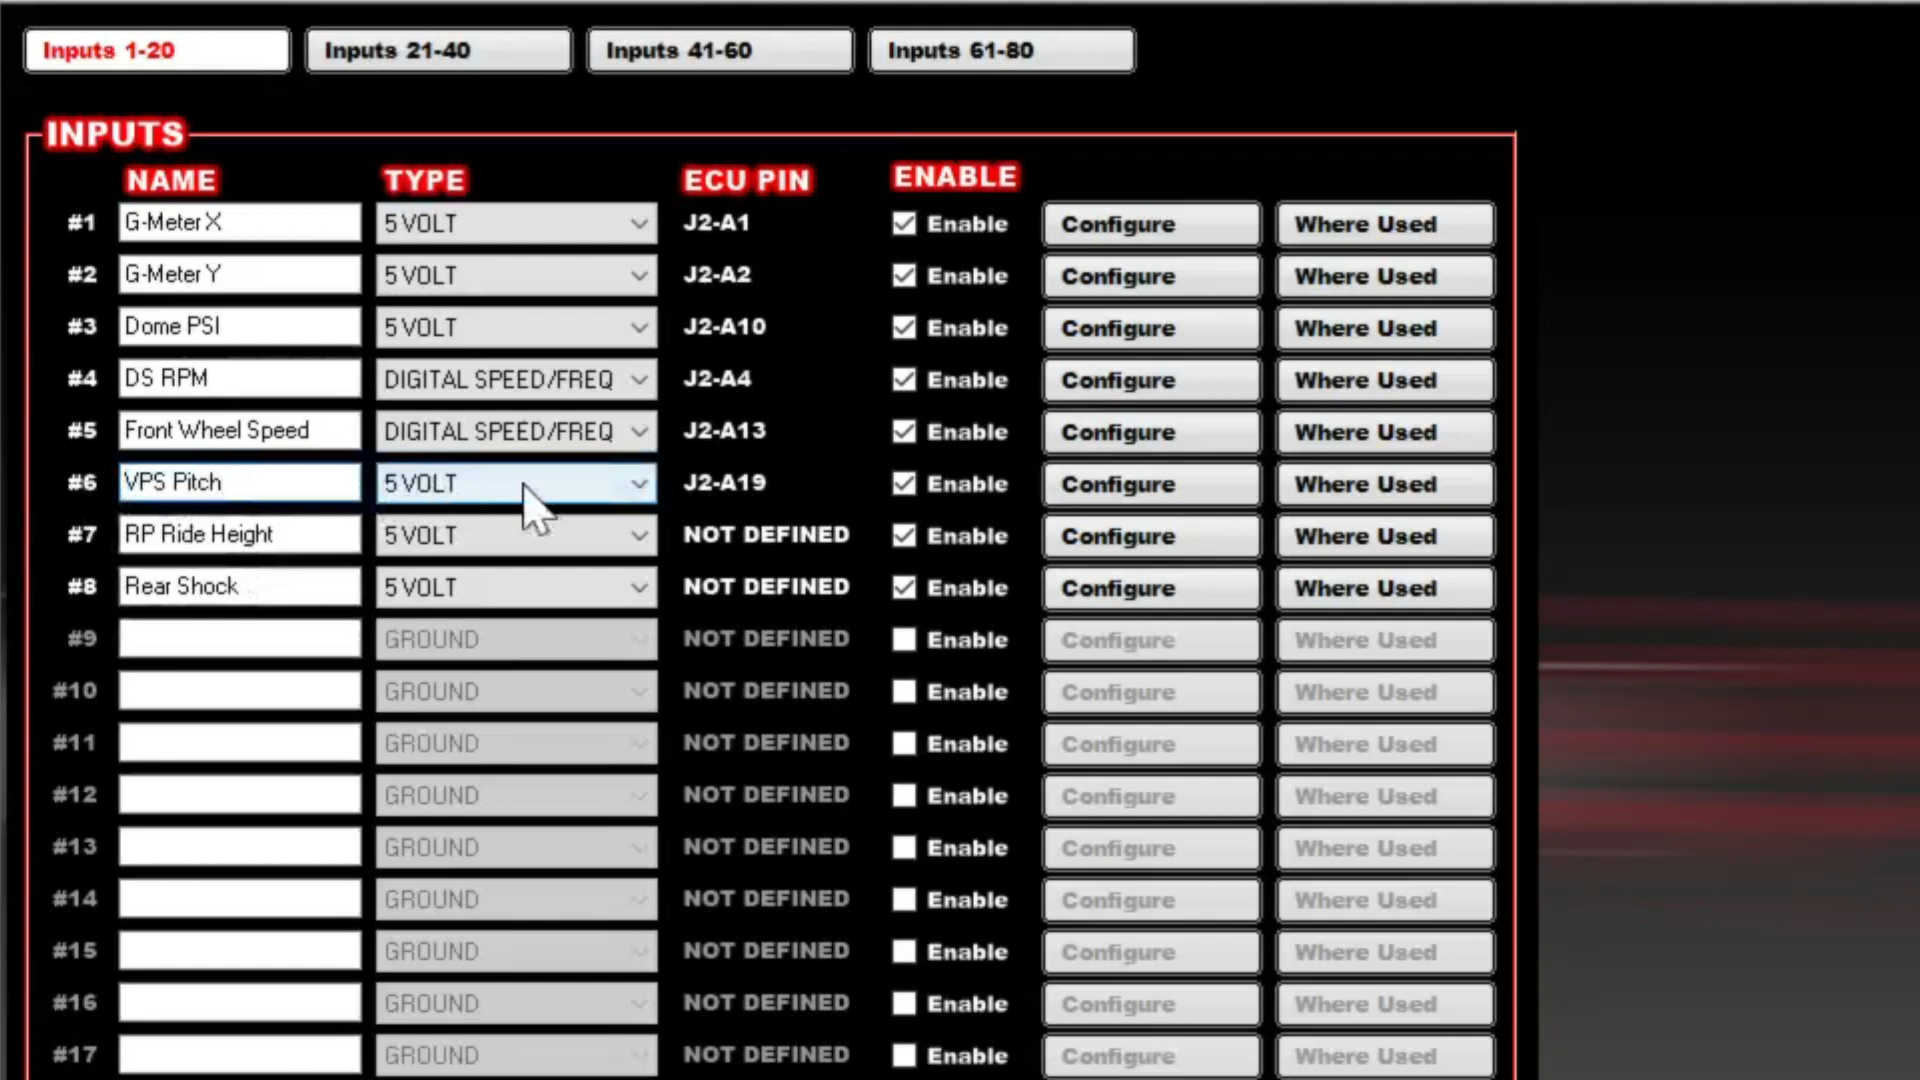 Inputs 1-20 Inputs 21-40 Inputs 41-60 Inputs 61-80
INPUTS
NAME TYPE ECU PIN ENABLE
#1 G-Meter X 5 VOLT J2-A1 Enable Configure Where Used
#2 G-Meter Y 5 VOLT J2-A2 Enable Configure Where Used
#3 Dome PSI 5 VOLT J2-A10 Enable Configure Where Used
#4 DS RPM DIGITAL SPEED/FREQ J2-A4 Enable Configure Where Used
#5 Front Wheel Speed DIGITAL SPEED/FREQ J2-A13 Enable Configure Where Used
#6 VPS Pitch 5 VOLT J2-A19 Enable Configure Where Used
#7 RP Ride Height 5 VOLT NOT DEFINED Enable Configure Where Used
#8 Rear Shock 5 VOLT NOT DEFINED Enable Configure Where Used
#9 GROUND NOT DEFINED Enable Configure Where Used
#10 GROUND NOT DEFINED Enable Configure Where Used
#11 GROUND NOT DEFINED Enable Configure Where Used
#12 GROUND NOT DEFINED Enable Configure Where Used
#13 GROUND NOT DEFINED Enable Configure Where Used
#14 GROUND NOT DEFINED Enable Configure Where Used
#15 GROUND NOT DEFINED Enable Configure Where Used
#16 GROUND NOT DEFINED Enable Configure Where Used
#17 GROUND NOT DEFINED Enable Configure Where Used